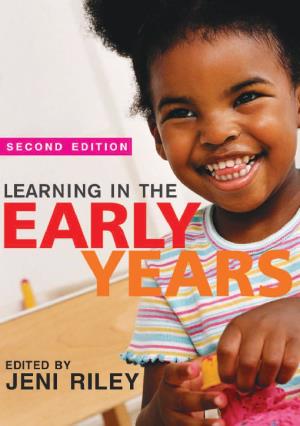 SECOND EDITION
LEARNING IN THE
EARLY
YEARS
EDITED BY
JENI RILEY